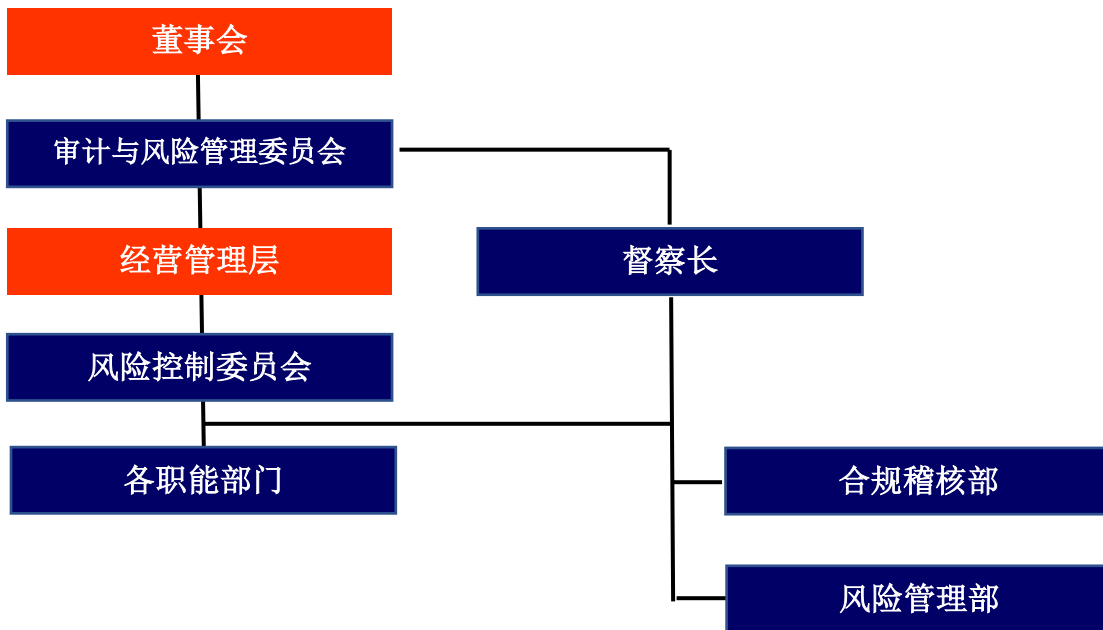 董事会
审计与风险管理委员会
经营管理层
督察长
风险控制委员会
各职能部门
合规稽核部
风险管理部